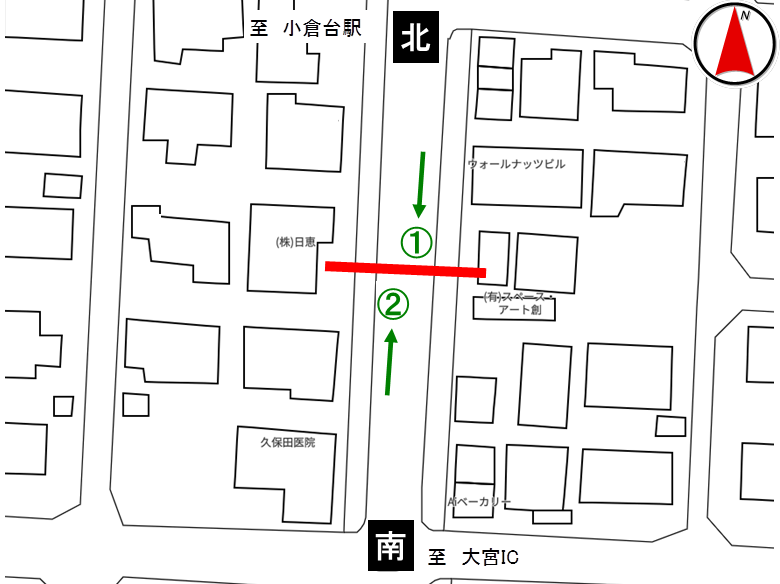 至 小倉台駅
北
N
ウォールナッツビル
(株)日恵
①
②
(有)スペース・
アート創
久保田医院
Aiベーカリー
南
至 大宮IC